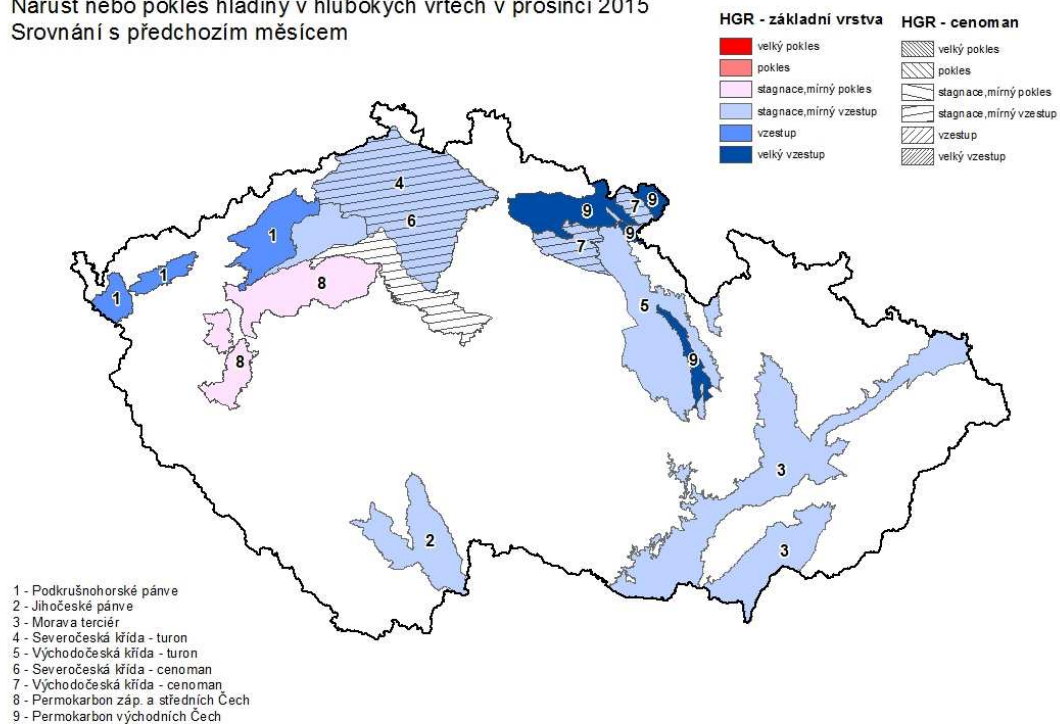 Nárůst nebo pokles hladiny v hlubokých vrtech v prosinci 2015
Srovnání s předchozím měsícem
HGR - základní vrstva
velký pokles
pokles
stagnace,mírný pokles
stagnace,mírný vzestup
vzestup
velký vzestup
HGR - cenoman
velký pokles
pokles
stagnace,mírný pokles
stagnace,mírný vzestup
vzestup
velký vzestup
4
7
9
9
6
1
9
7
1
8
1
5
9
8
3
2
3
1 - Podkrušnohorské pánve
2 - Jihočeské pánve
3 - Morava terciér
4 - Severočeská křída - turon
5 - Východočeská křída - turon
6 - Severočeská křída - cenoman
7 - Východočeská křída - cenoman
8 - Permokarbon záp. a středních Čech
9 - Permokarbon východních Čech